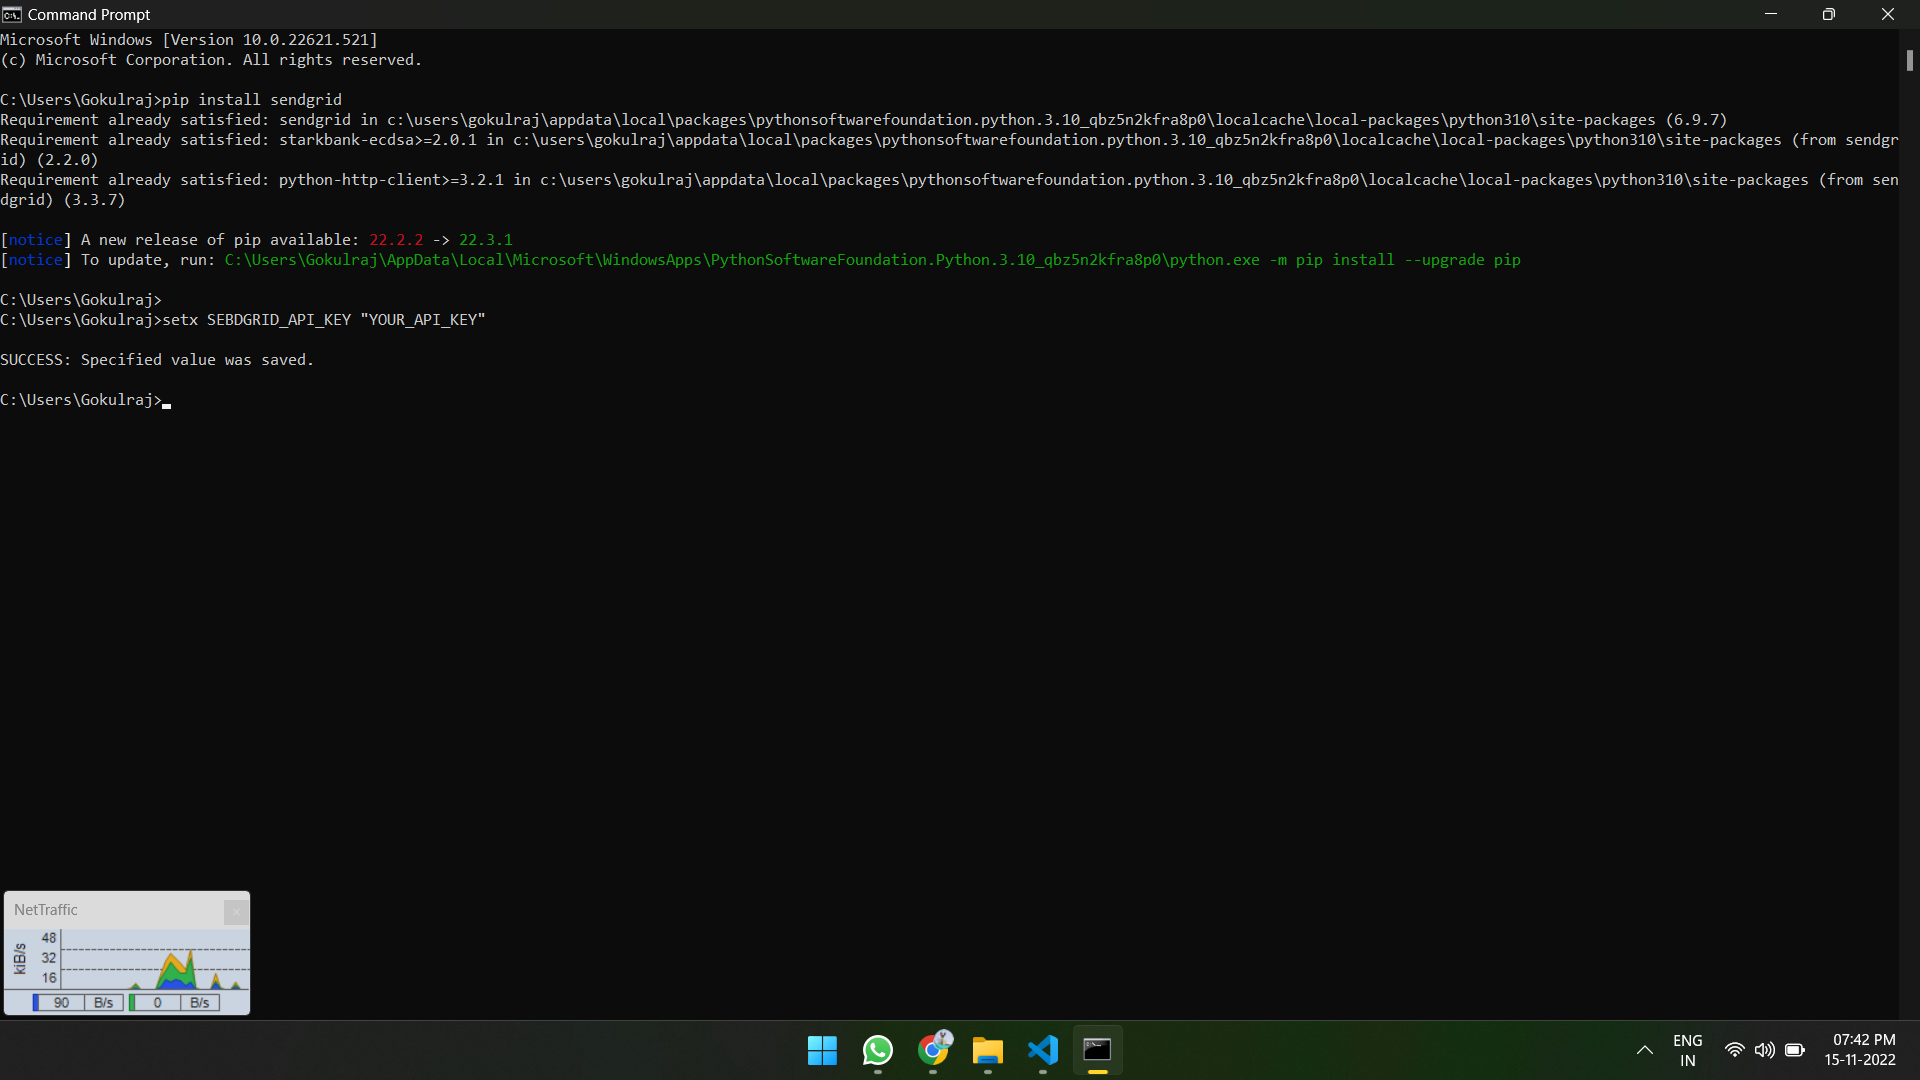 Command Prompt
Microsoft Windows [Version 10.0.22621.521]
(c) Microsoft Corporation. All rights reserved.
C:\Users\Gokulraj>pip install sendgrid
Requirement already satisfied: sendgrid in c:\users\gokulraj\appdata\local\packages\pythonsoftwarefoundation.python.3.10_qbz5n2kfra8p0\localcache\local-packages\python310\site-packages (6.9.7)
Requirement already satisfied: starkbank-ecdsa>=2.0.1 in c:\users\gokulraj\appdata\local\packages\pythonsoftwarefoundation.python.3.10_qbz5n2kfra8p0\localcache\local-packages\python310\site-packages (from sendgr
id) (2.2.0)
Requirement already satisfied: python-http-client>=3.2.1 in c:\users\gokulraj\appdata\local\packages\pythonsoftwarefoundation.python.3.10_qbz5n2kfra8p0\localcache\local-packages\python310\site-packages (from sen
dgrid) (3.3.7)
[notice] A new release of pip available: 22.2.2 -> 22.3.1
[notice] To update, run: C:\Users\Gokulraj\AppData\Local\Microsoft\WindowsApps\PythonSoftwareFoundation.Python.3.10_qbz5n2kfra8p0\python.exe -m pip install --upgrade pip
C:\Users\Gokulraj>
C:\Users\Gokulraj>setx SEBDGRID_API_KEY "YOUR_API_KEY"
SUCCESS: Specified value was saved.
C:\Users\Gokulraj>
NetTraffic
kiB/s
48
32
16
90 B/s 0 B/s
ENG
IN
07:42 PM
15-11-2022